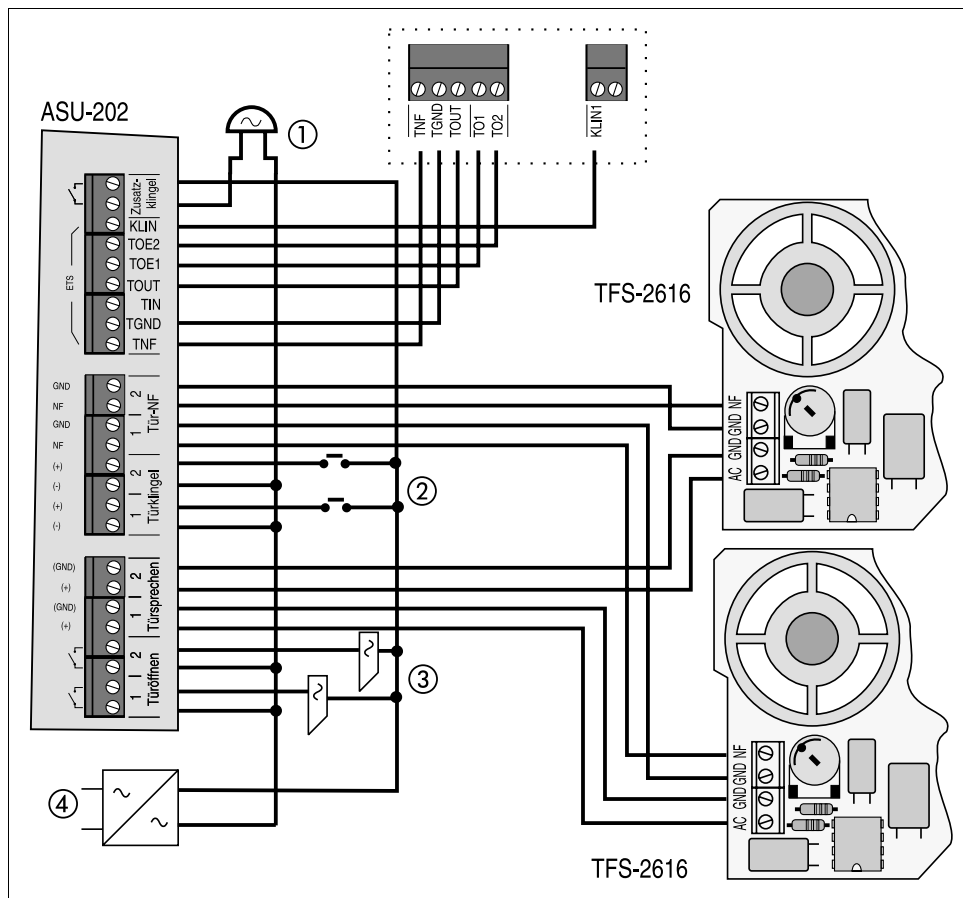 ASU-202
①
TNF
TGND
TOUT
TO1
TO2
KLIN1
Zusatz-
klingel
KLIN
TOE2
TOE1
TOUT
TIN
TGND
TNF
ETS
TFS-2616
GND
NF
GND
NF
2
1
Tür-NF
(+)
(-)
(+)
(-)
2
1
Türklingel
②
NF
GND
GND
AC
(GND)
(+)
(GND)
(+)
2
1
Türsprechen
2
1
Türöffnen
③
④
NF
GND
GND
AC
TFS-2616